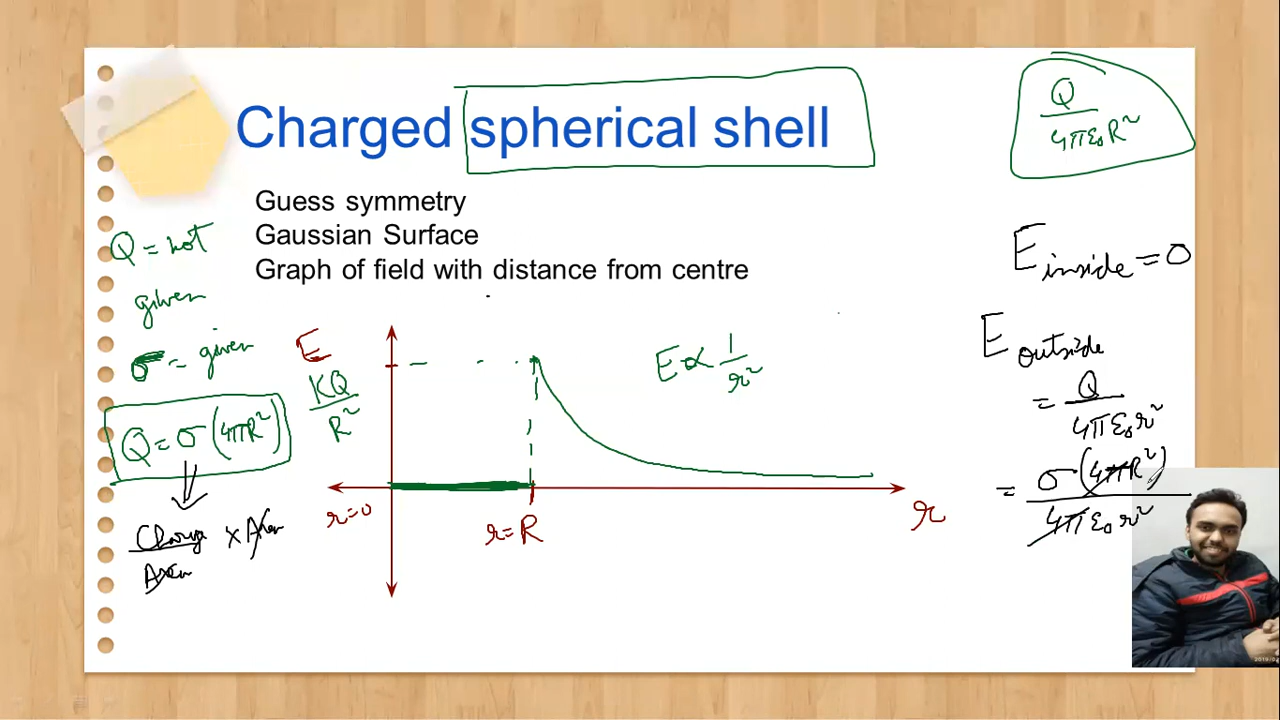 Charged spherical shell
Q
4πε₀R²
Guess symmetry
Gaussian Surface
Graph of field with distance from centre
Q = not
given
σ = given
Q = σ(4πR²)
Charge × Area
Area
E
KQ
R²
E ∝ 1
r²
r=0
r=R
r
E inside = 0
E outside
= Q
4πε₀r²
= σ(4πR²)
4πε₀r²